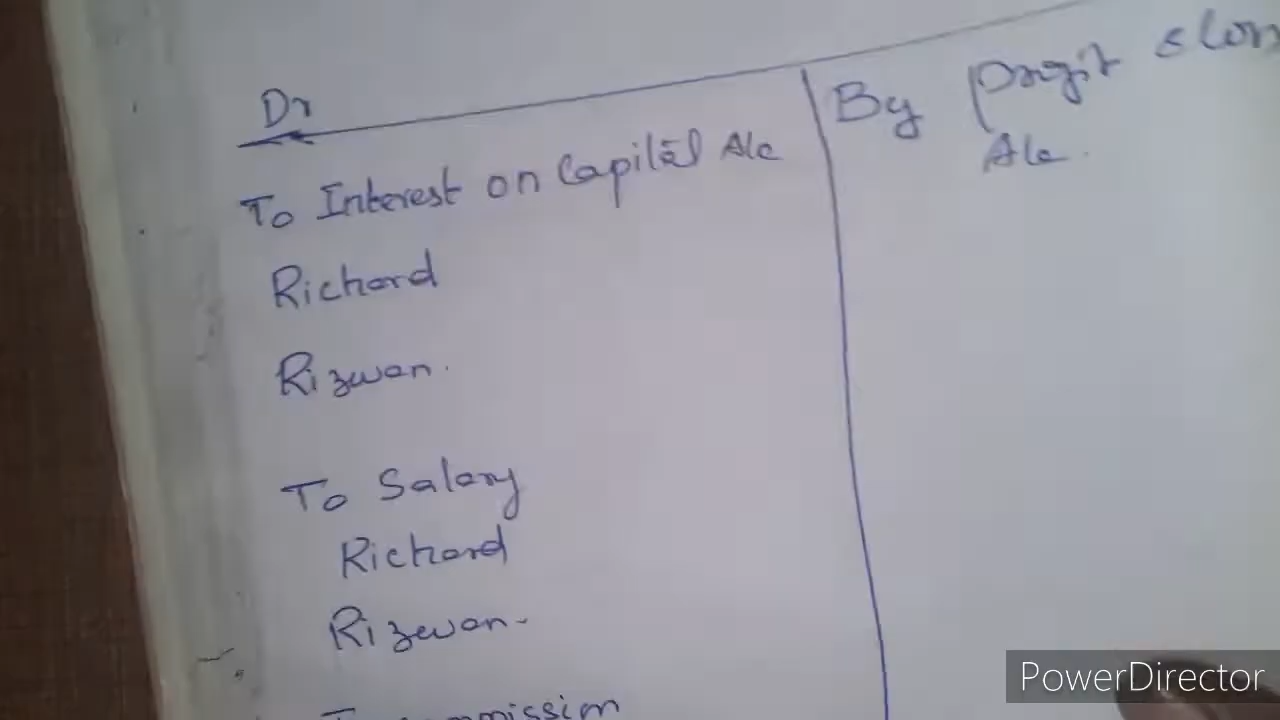 Dr
To Interest on Capital A/c
Richard
Rizwan.
To Salary
Richard
Rizwan-
By Profit & Loss
A/c.
PowerDirector